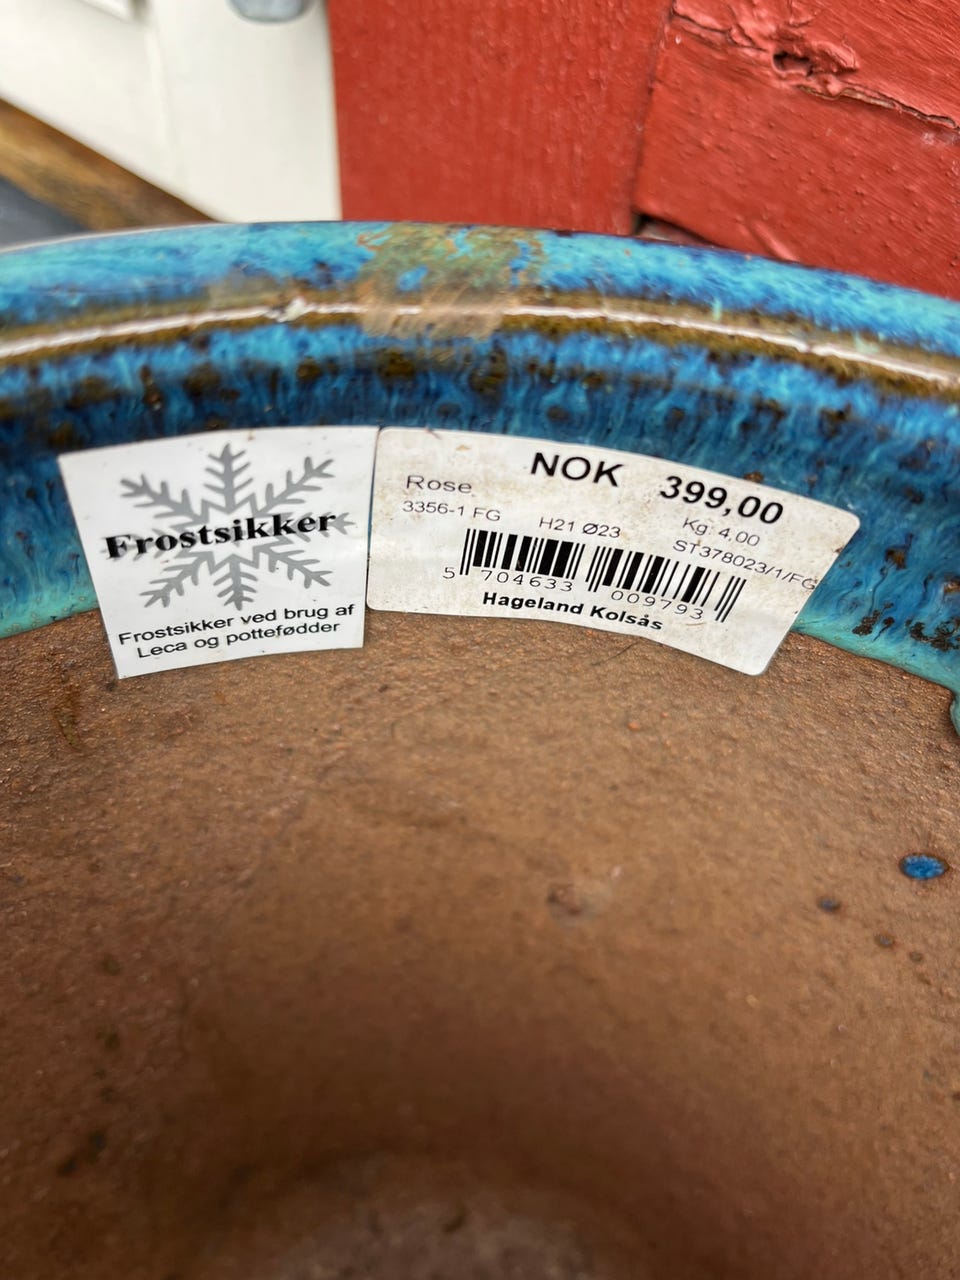 Frostsikker
Frostsikker ved brug af
Leca og pottefødder
NOK 399,00
Rose
3356-1 FG H21 Ø23 Kg: 4,00
ST378023/1/FG
5 704633 009793
Hageland Kolsås